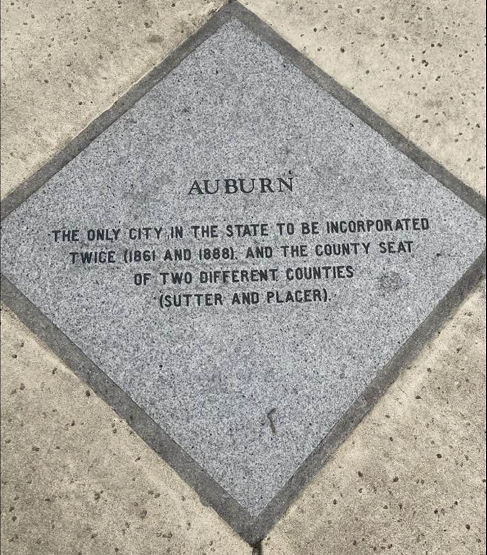 AUBURN
THE ONLY CITY IN THE STATE TO BE INCORPORATED
TWICE (1861 AND 1888). AND THE COUNTY SEAT
OF TWO DIFFERENT COUNTIES
(SUTTER AND PLACER).